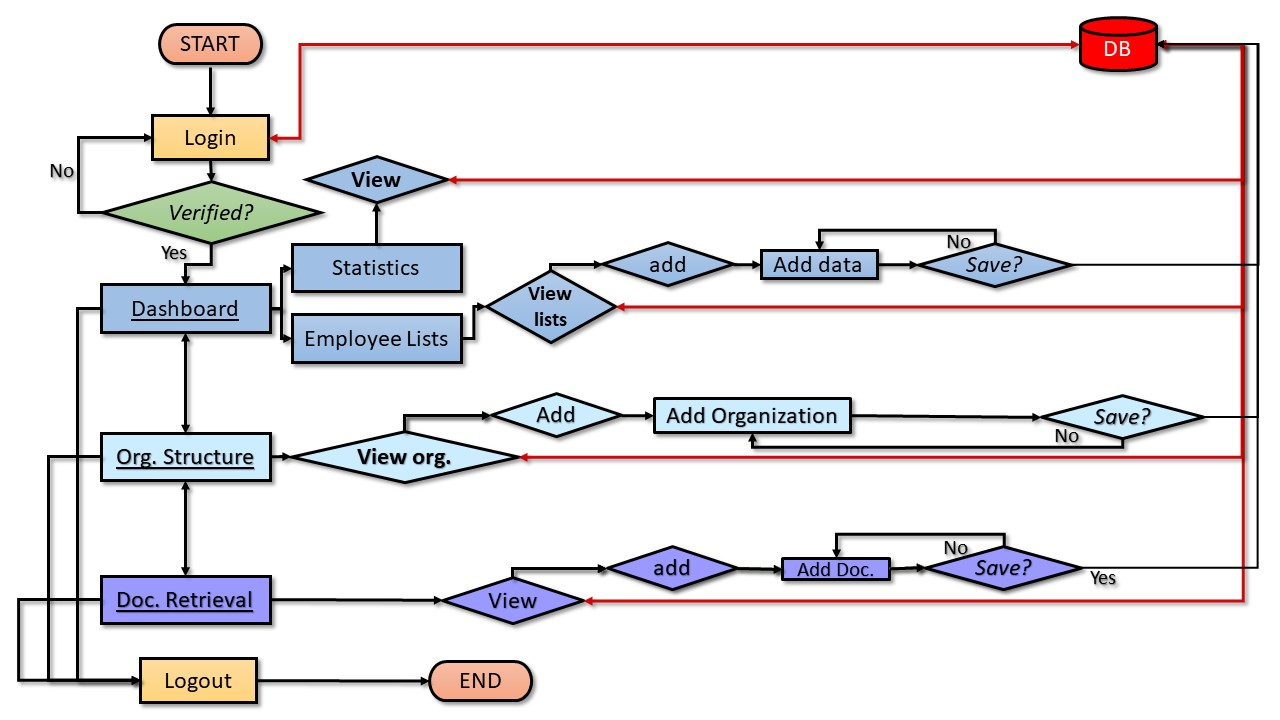 START
DB
Login
No
View
Verified?
Yes
Statistics
add
Add data
No
Save?
Dashboard
View
lists
Employee Lists
Add
Add Organization
Save?
No
Org. Structure
View org.
add
Add Doc.
No
Save?
Yes
Doc. Retrieval
View
Logout
END